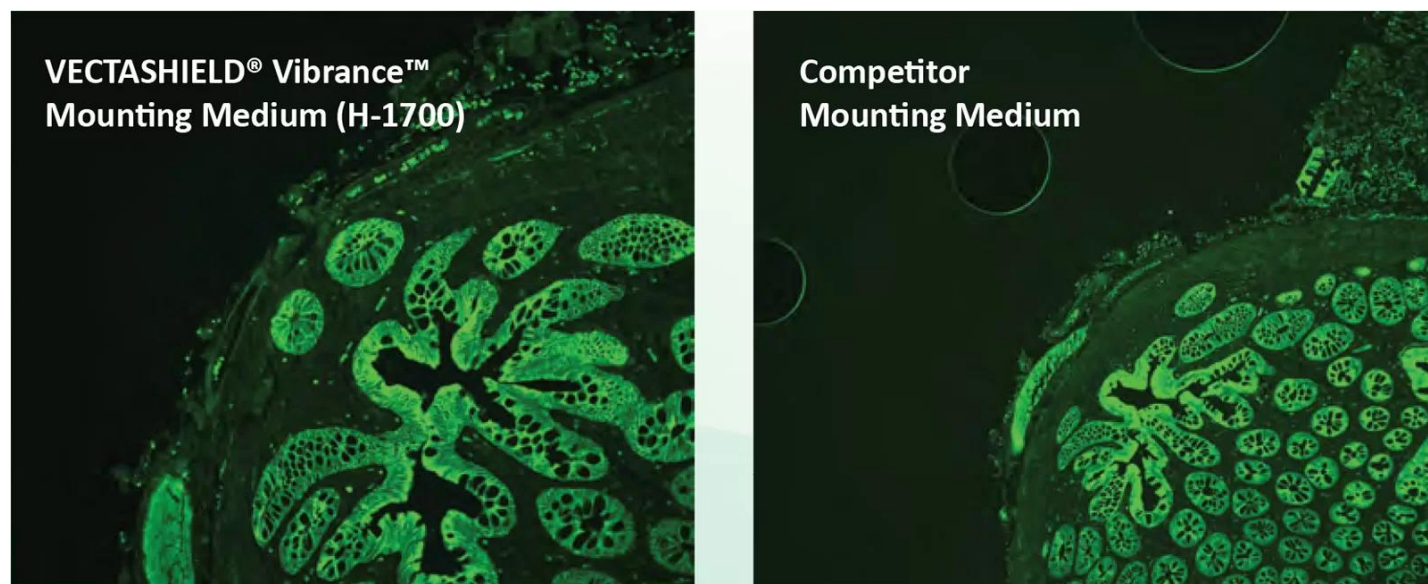 VECTASHIELD® Vibrance™
Mounting Medium (H-1700)
Competitor
Mounting Medium